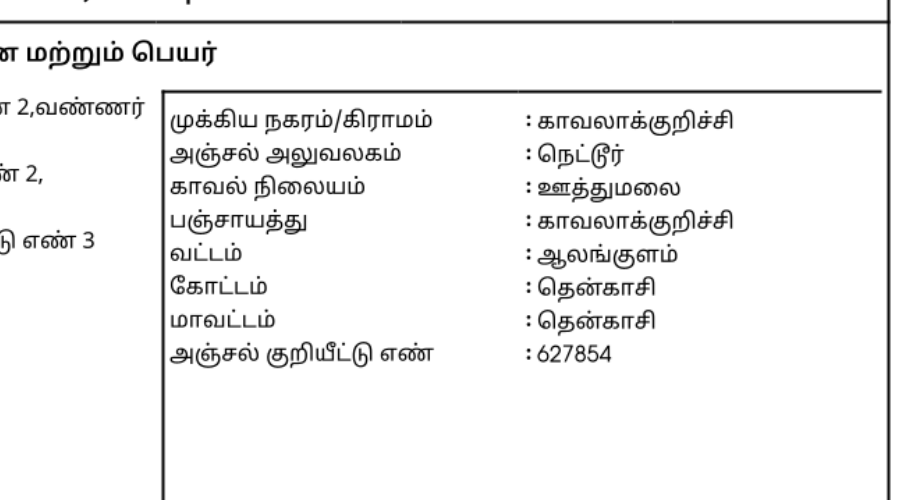 ன மற்றும் பெயர்
2,வண்ணர்
முக்கிய நகரம்/கிராமம் : காவலாக்குறிச்சி
அஞ்சல் அலுவலகம் : நெட்டூர்
2,
காவல் நிலையம் : ஊத்துமலை
பஞ்சாயத்து : காவலாக்குறிச்சி
டு எண் 3
வட்டம் : ஆலங்குளம்
கோட்டம் : தென்காசி
மாவட்டம் : தென்காசி
அஞ்சல் குறியீட்டு எண் : 627854